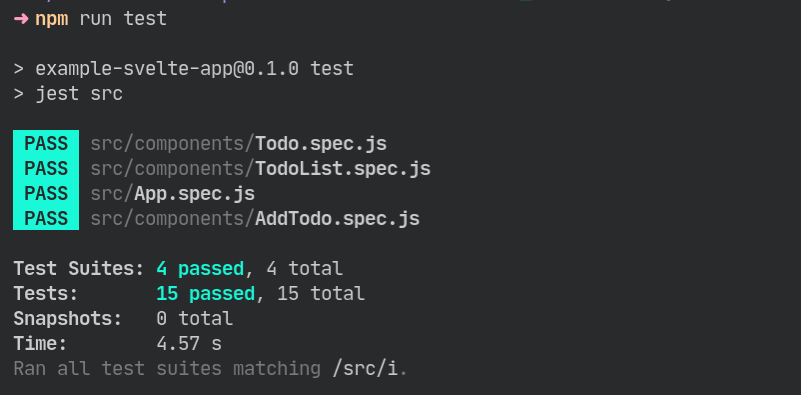 ➜ npm run test
> example-svelte-app@0.1.0 test
> jest src
PASS src/components/Todo.spec.js
PASS src/components/TodoList.spec.js
PASS src/App.spec.js
PASS src/components/AddTodo.spec.js
Test Suites: 4 passed, 4 total
Tests: 15 passed, 15 total
Snapshots: 0 total
Time: 4.57 s
Ran all test suites matching /src/i.